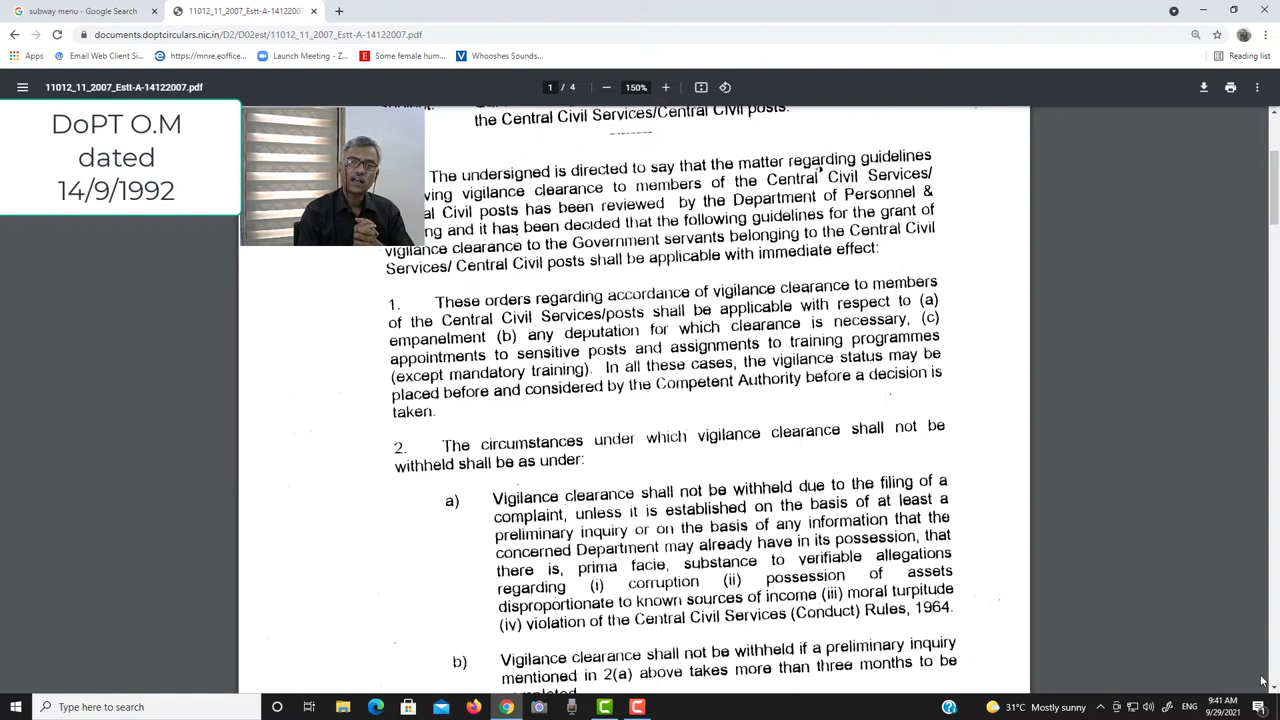 subway menu - Google Search
11012_11_2007_Estt-A-14122007.p
documents.doptcirculars.nic.in/D2/D02est/11012_11_2007_Estt-A-14122007.pdf
Apps
Email Web Client Si...
https://mnre.eoffice...
Launch Meeting - Z...
Some female hum...
Whooshes Sounds...
Reading list
11012_11_2007_Estt-A-14122007.pdf
1 / 4
150%
DoPT O.M
dated
14/9/1992
the Central Civil Services/Central Civil posts.
The undersigned is directed to say that the matter regarding guidelines
ving vigilance clearance to members of the Central Civil Services/
al Civil posts has been reviewed by the Department of Personnel &
ng and it has been decided that the following guidelines for the grant of
vigilance clearance to the Government servants belonging to the Central Civil
Services/ Central Civil posts shall be applicable with immediate effect:
1. These orders regarding accordance of vigilance clearance to members
of the Central Civil Services/posts shall be applicable with respect to (a)
empanelment (b) any deputation for which clearance is necessary, (c)
appointments to sensitive posts and assignments to training programmes
(except mandatory training). In all these cases, the vigilance status may be
placed before and considered by the Competent Authority before a decision is
taken.
2. The circumstances under which vigilance clearance shall not be
withheld shall be as under:
a) Vigilance clearance shall not be withheld due to the filing of a
complaint, unless it is established on the basis of at least a
preliminary inquiry or on the basis of any information that the
concerned Department may already have in its possession, that
there is, prima facie, substance to verifiable allegations
regarding (i) corruption (ii) possession of assets
disproportionate to known sources of income (iii) moral turpitude
(iv) violation of the Central Civil Services (Conduct) Rules, 1964.
b) Vigilance clearance shall not be withheld if a preliminary inquiry
mentioned in 2(a) above takes more than three months to be
completed
Type here to search
31°C Mostly sunny
9:41 AM
9/29/2021